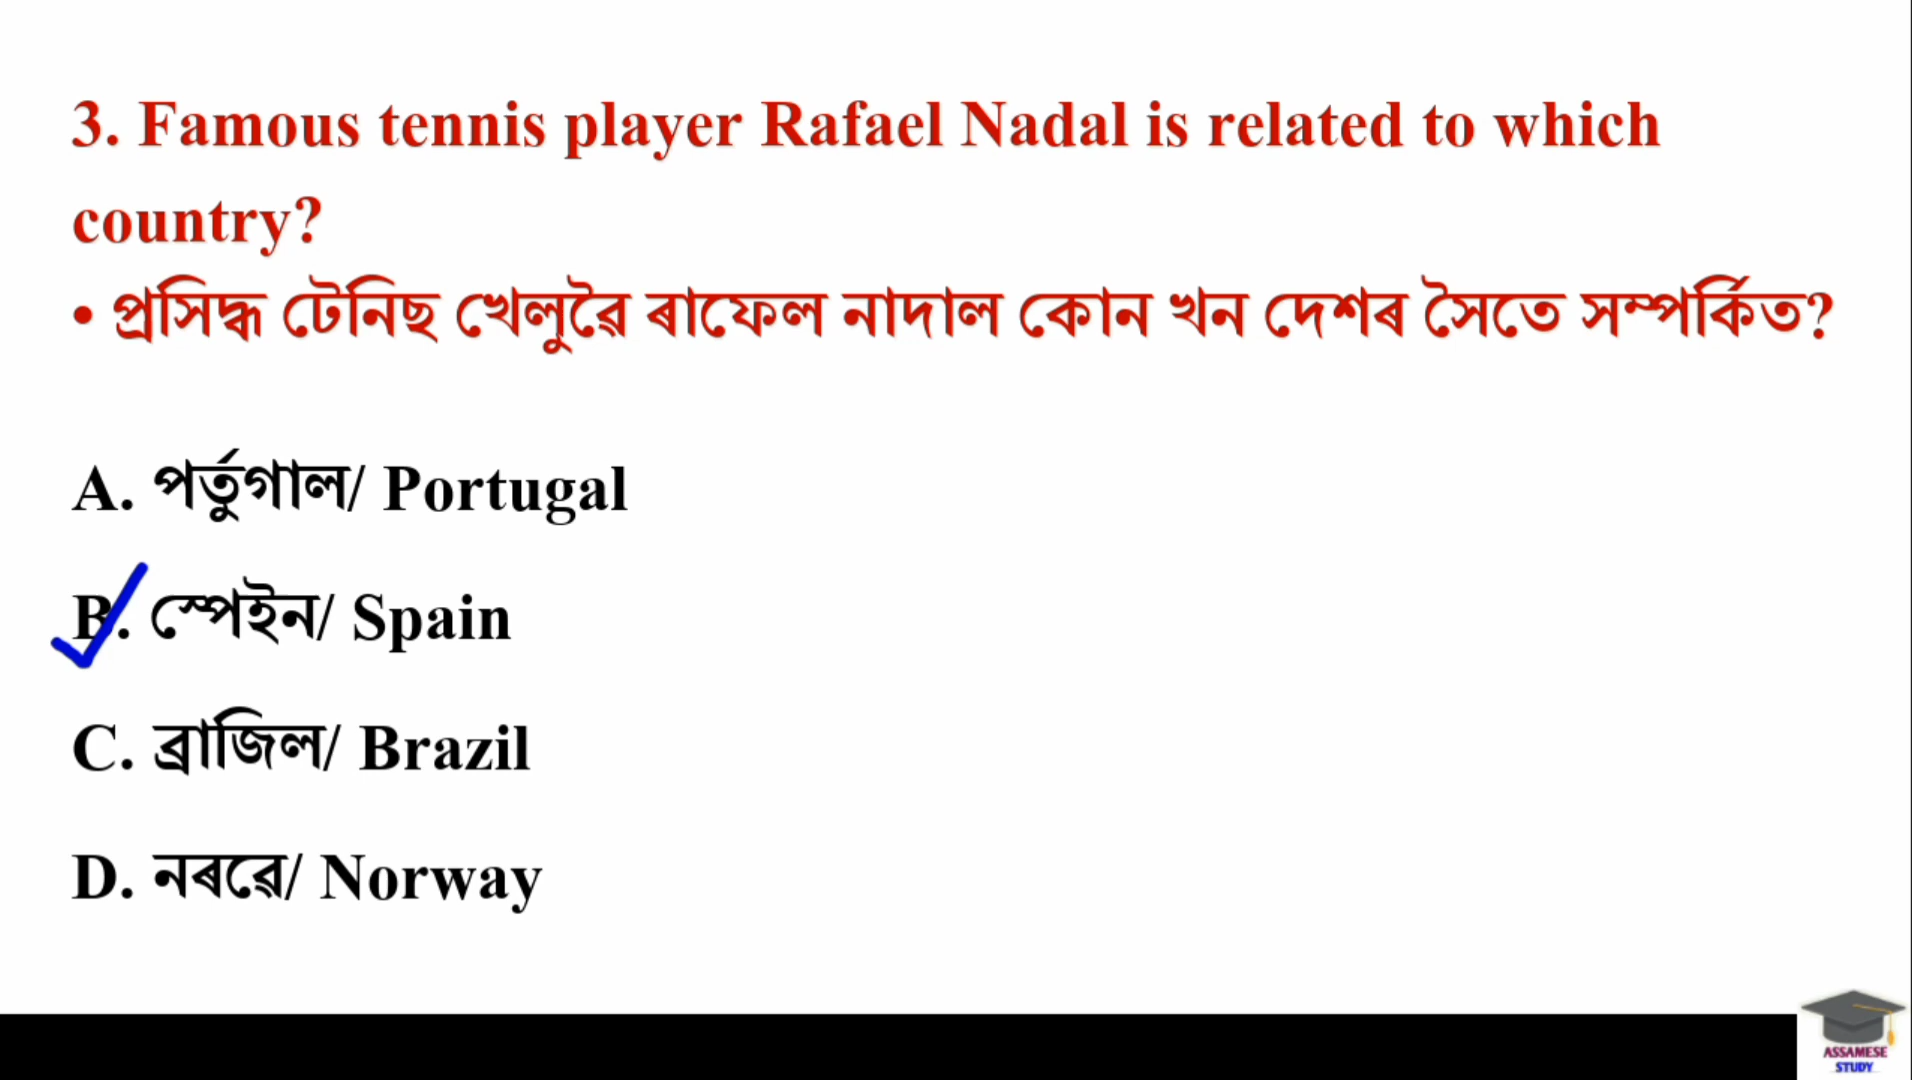 3. Famous tennis player Rafael Nadal is related to which
country?
• প্ৰসিদ্ধ টেনিছ খেলুৱৈ ৰাফেল নাদাল কোন খন দেশৰ সৈতে সম্পৰ্কিত?
A. পৰ্তুগাল/ Portugal
B. স্পেইন/ Spain
C. ব্ৰাজিল/ Brazil
D. নৰৱে/ Norway
ASSAMESE
STUDY